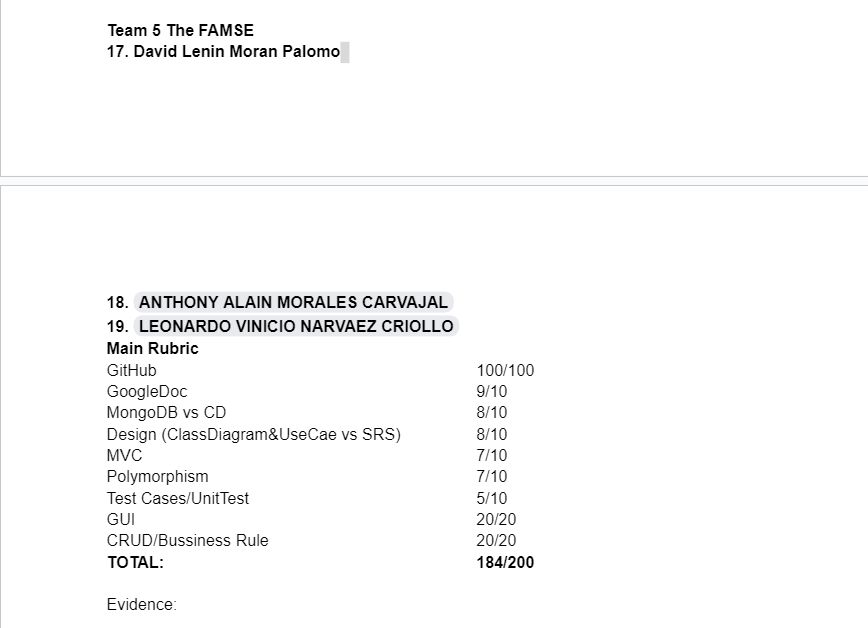 Team 5 The FAMSE
17. David Lenin Moran Palomo
18. ANTHONY ALAIN MORALES CARVAJAL
19. LEONARDO VINICIO NARVAEZ CRIOLLO
Main Rubric
GitHub 100/100
GoogleDoc 9/10
MongoDB vs CD 8/10
Design (ClassDiagram&UseCae vs SRS) 8/10
MVC 7/10
Polymorphism 7/10
Test Cases/UnitTest 5/10
GUI 20/20
CRUD/Bussiness Rule 20/20
TOTAL: 184/200
Evidence: